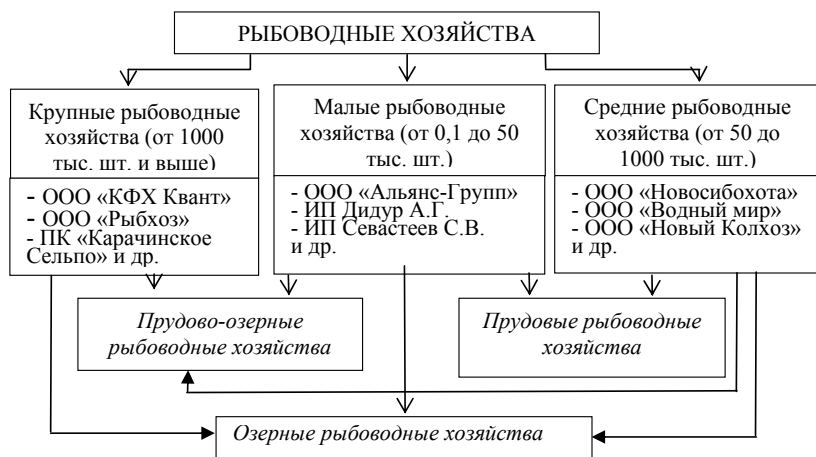 РЫБОВОДНЫЕ ХОЗЯЙСТВА
Крупные рыбоводные
хозяйства (от 1000
тыс. шт. и выше)
- ООО «КФХ Квант»
- ООО «Рыбхоз»
- ПК «Карачинское
Сельпо» и др.
Малые рыбоводные
хозяйства (от 0,1 до 50
тыс. шт.)
- ООО «Альянс-Групп»
- ИП Дидур А.Г.
- ИП Севастеев С.В.
и др.
Средние рыбоводные
хозяйства (от 50 до
1000 тыс. шт.)
- ООО «Новосибохота»
- ООО «Водный мир»
- ООО «Новый Колхоз»
и др.
Прудово-озерные
рыбоводные хозяйства
Прудовые рыбоводные
хозяйства
Озерные рыбоводные хозяйства